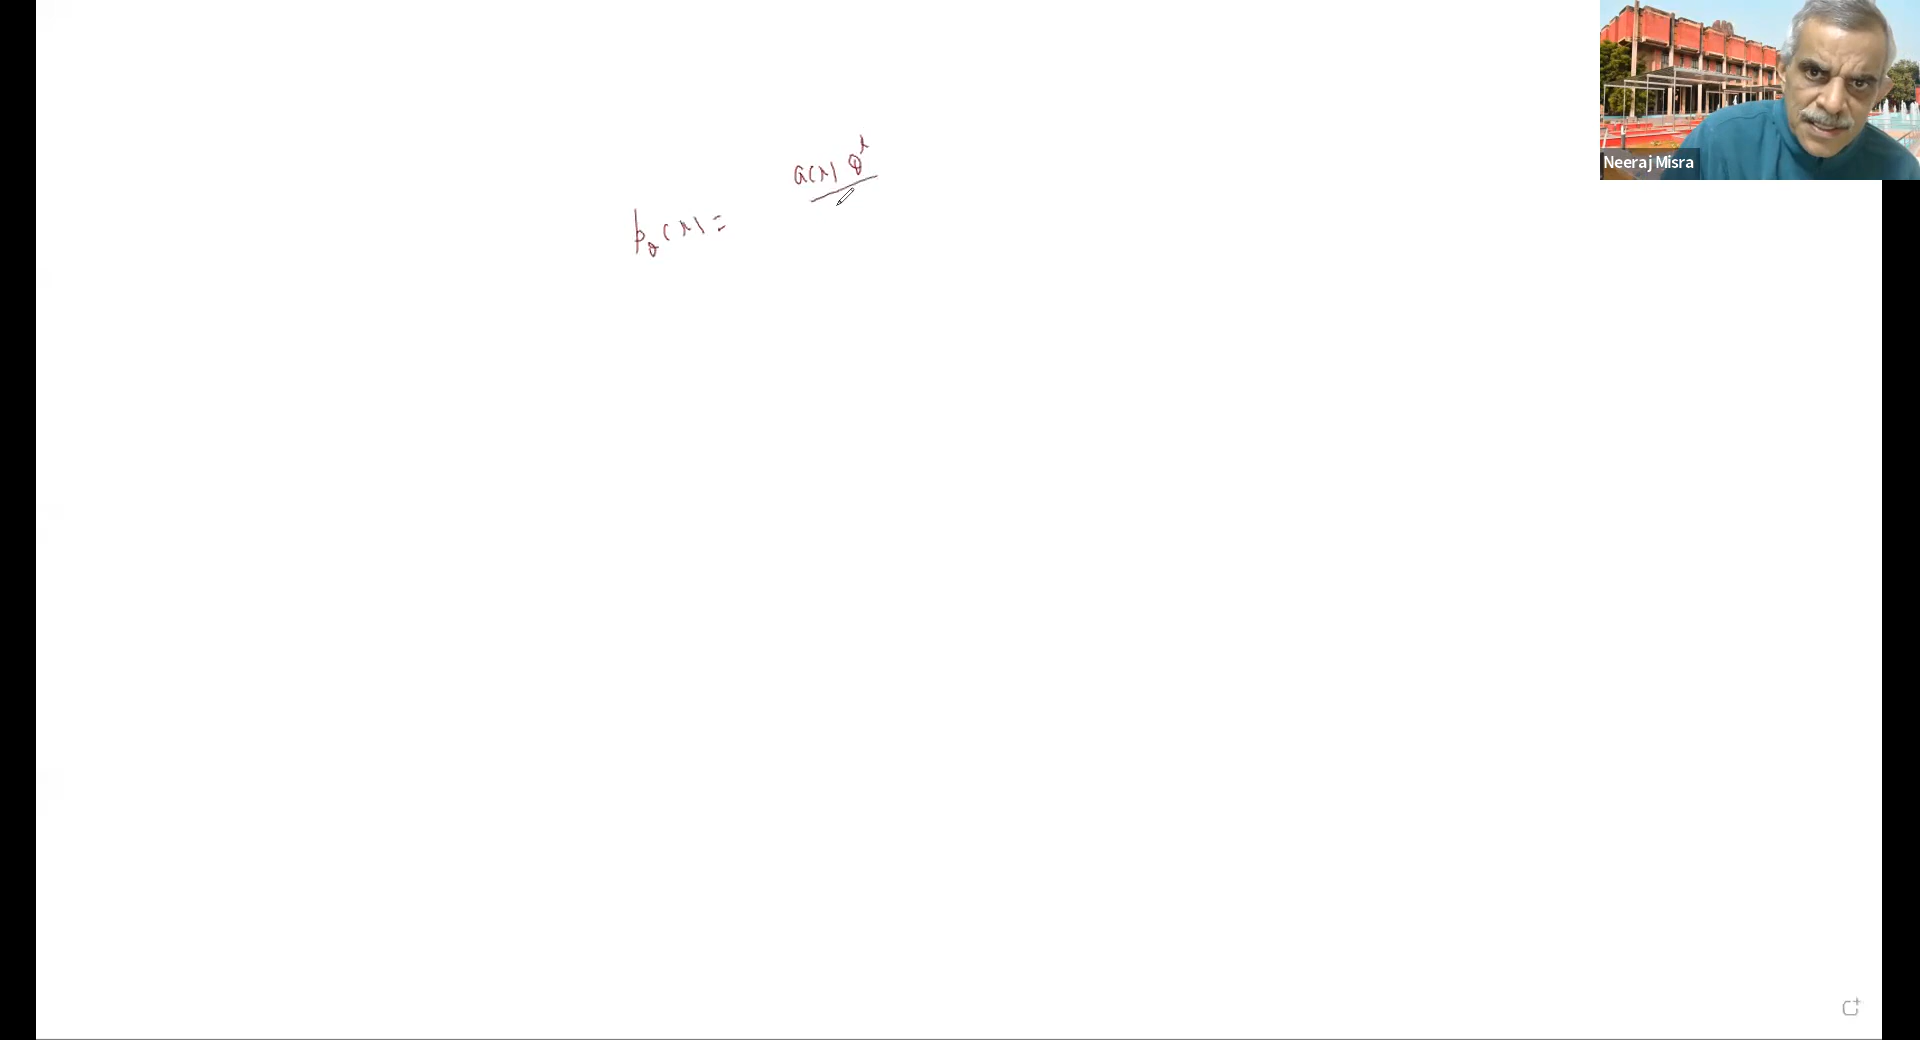 Neeraj Misra
a(x) θ^x
p_θ(x) =